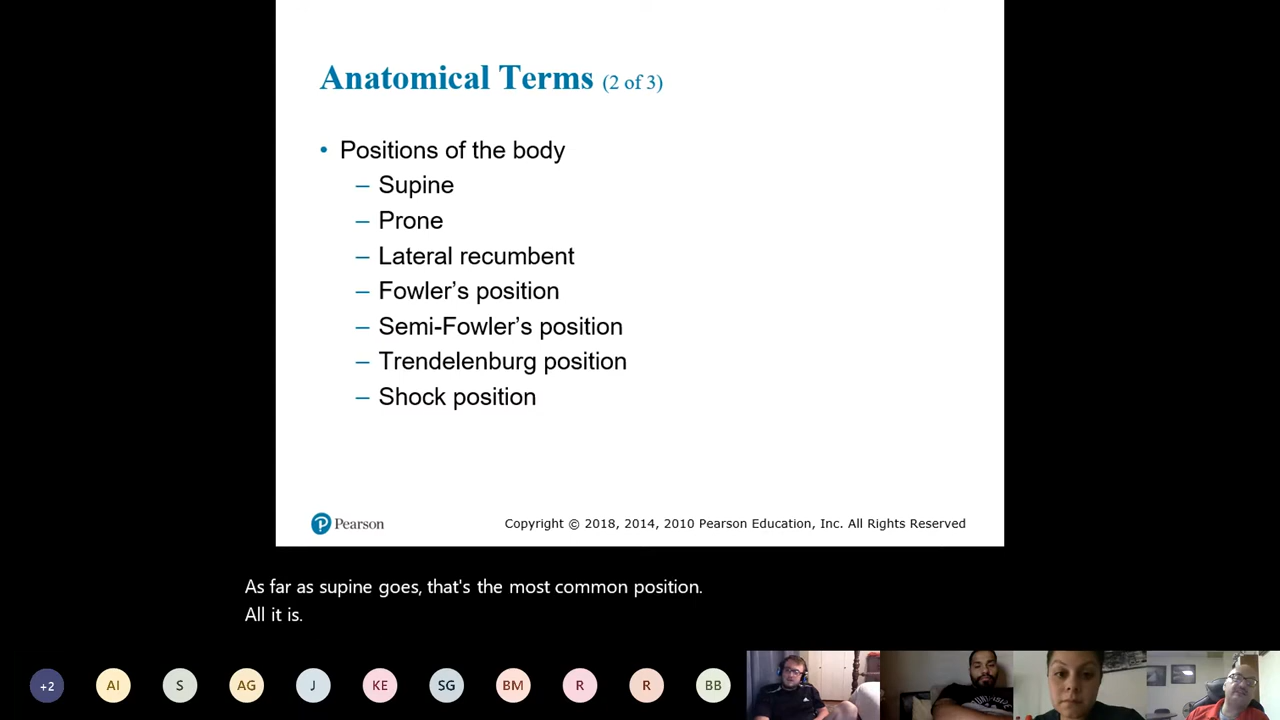 Anatomical Terms (2 of 3)
• Positions of the body
– Supine
– Prone
– Lateral recumbent
– Fowler’s position
– Semi-Fowler’s position
– Trendelenburg position
– Shock position
Pearson
Copyright © 2018, 2014, 2010 Pearson Education, Inc. All Rights Reserved
As far as supine goes, that's the most common position.
All it is.
+2 AI S AG J KE SG BM R R BB